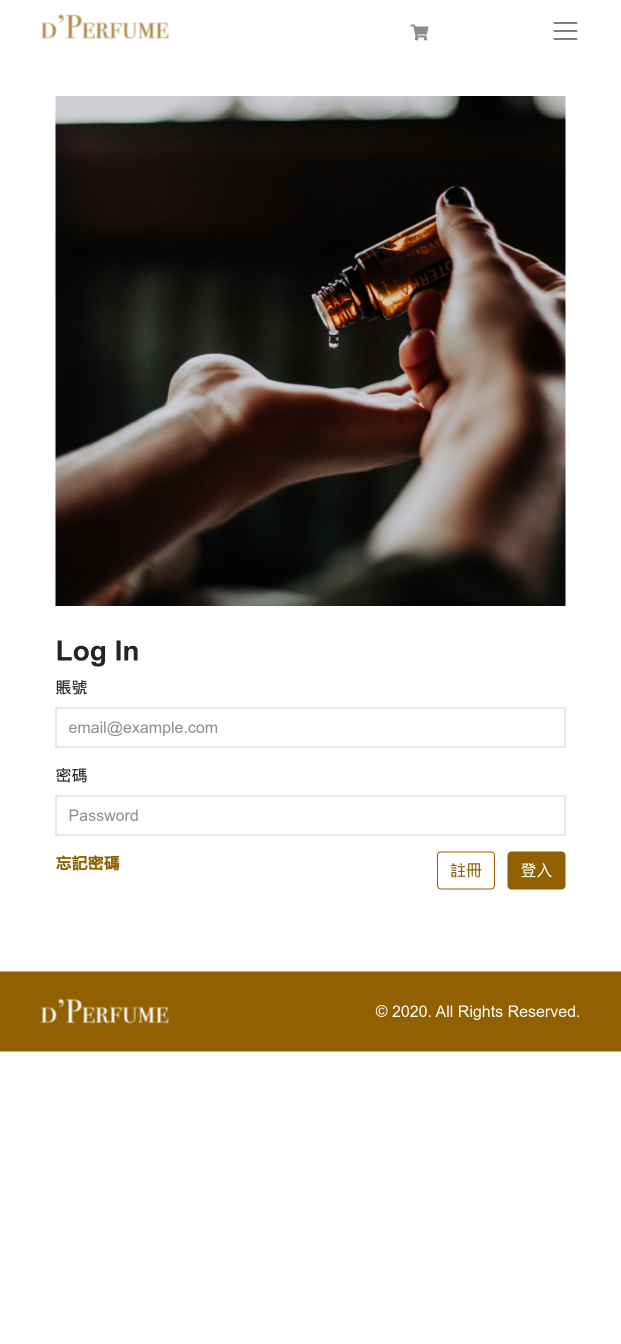 D'PERFUME
Log In
賬號
email@example.com
密碼
Password
忘記密碼
註冊
登入
D'PERFUME
© 2020. All Rights Reserved.